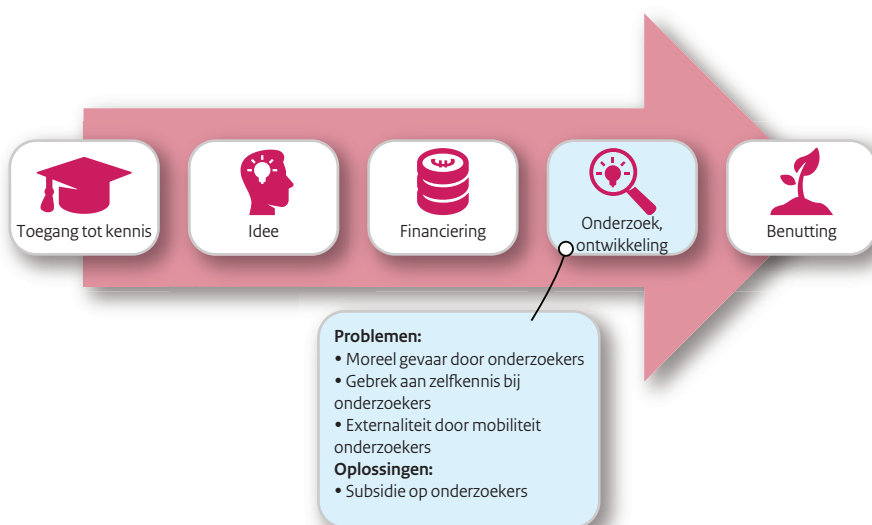 Toegang tot kennis
Idee
Financiering
Onderzoek,
ontwikkeling
Benutting
Problemen:
• Moreel gevaar door onderzoekers
• Gebrek aan zelfkennis bij
onderzoekers
• Externaliteit door mobiliteit
onderzoekers
Oplossingen:
• Subsidie op onderzoekers